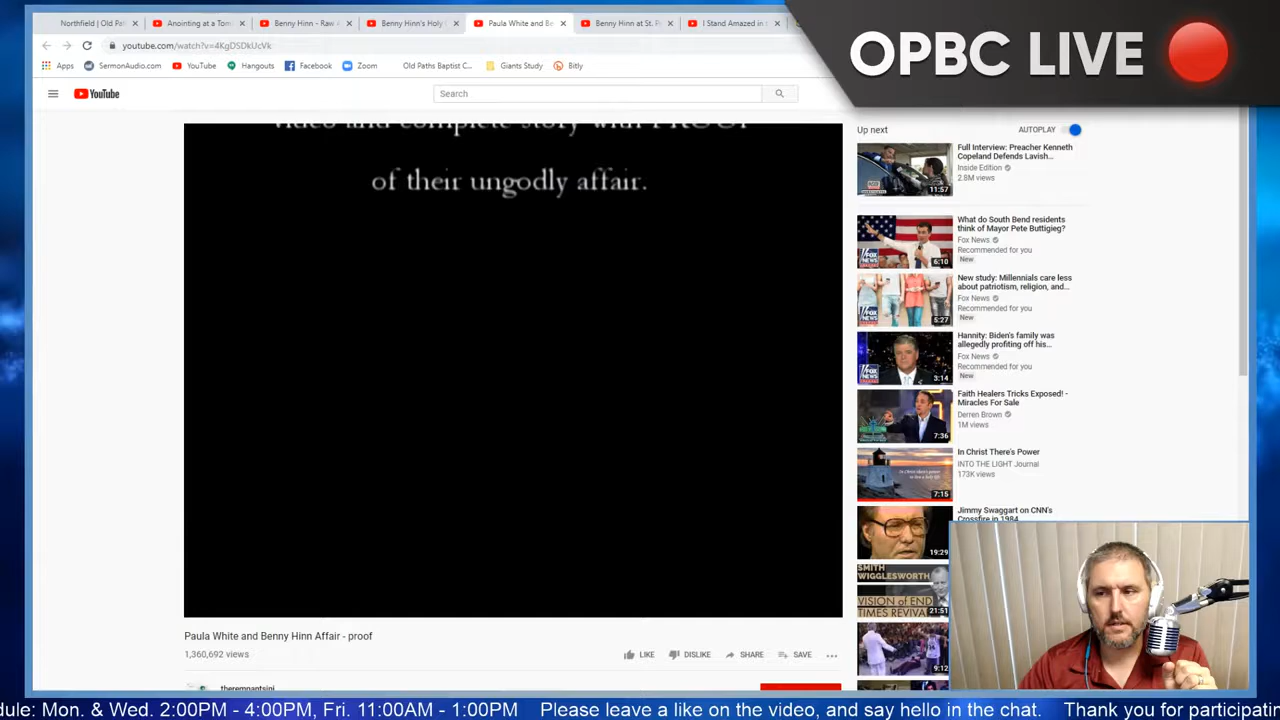 OPBC LIVE
Northfield | Old Pat
Anointing at a Tom
Benny Hinn - Raw
Benny Hinn's Holy
Paula White and Be
Benny Hinn at St. P
I Stand Amazed in
youtube.com/watch?v=4KgDSDkUcVk
Apps
SermonAudio.com
YouTube
Hangouts
Facebook
Zoom
Old Paths Baptist C...
Giants Study
Bitly
YouTube
Search
video and complete story with PROOF
of their ungodly affair.
Up next
AUTOPLAY
Full Interview: Preacher Kenneth
Copeland Defends Lavish...
Inside Edition
2.8M views
11:57
What do South Bend residents
think of Mayor Pete Buttigieg?
Fox News
Recommended for you
New
6:10
New study: Millennials care less
about patriotism, religion, and...
Fox News
Recommended for you
New
5:27
Hannity: Biden's family was
allegedly profiting off his...
Fox News
Recommended for you
New
3:14
Faith Healers Tricks Exposed! -
Miracles For Sale
Derren Brown
1M views
7:36
In Christ There's Power
INTO THE LIGHT Journal
173K views
7:15
Jimmy Swaggart on CNN's
Crossfire in 1984
19:29
SMITH
WIGGLESWORTH
VISION of END
TIMES REVIVAL
21:51
9:12
Paula White and Benny Hinn Affair - proof
1,360,692 views
LIKE
DISLIKE
SHARE
SAVE
theremnantsinj
dule: Mon. & Wed. 2:00PM - 4:00PM, Fri. 11:00AM - 1:00PM Please leave a like on the video, and say hello in the chat. Thank you for participatin